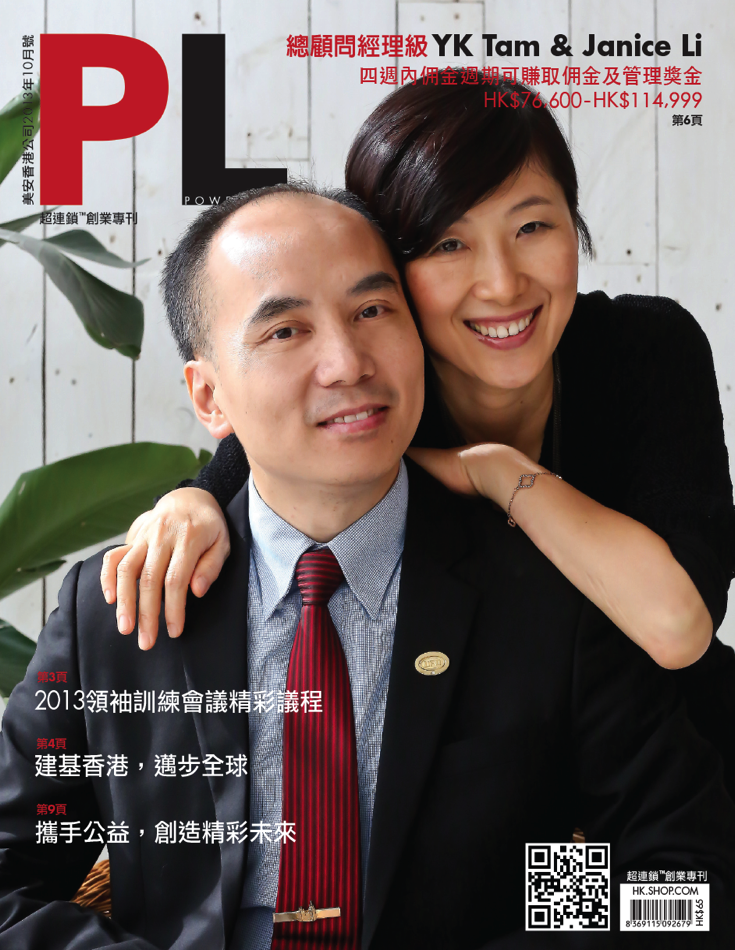 美安香港公司2013年10月號
PL
POWE
超連鎖™創業專刊
總顧問經理級YK Tam & Janice Li
四週內佣金週期可賺取佣金及管理獎金
HK$76,600-HK$114,999
第6頁
第3頁
2013領袖訓練會議精彩議程
第4頁
建基香港，邁步全球
第9頁
攜手公益，創造精彩未來
超連鎖™創業專刊
HK.SHOP.COM
8 369115 092679
HK$65